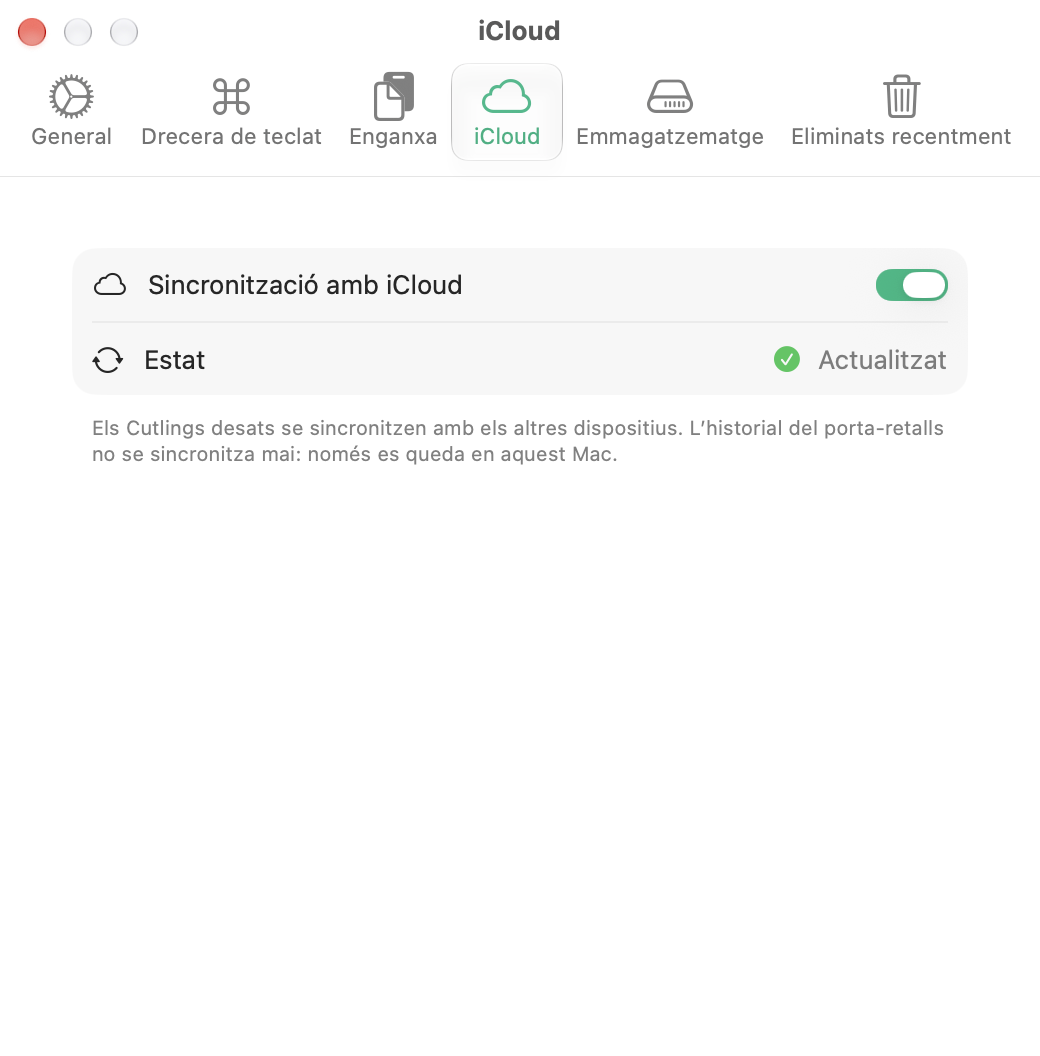 iCloud
General
Drecera de teclat
Enganxa
iCloud
Emmagatzematge
Eliminats recentment
Sincronització amb iCloud
Estat
Actualitzat
Els Cutlings desats se sincronitzen amb els altres dispositius. L’historial del porta-retalls
no se sincronitza mai: només es queda en aquest Mac.